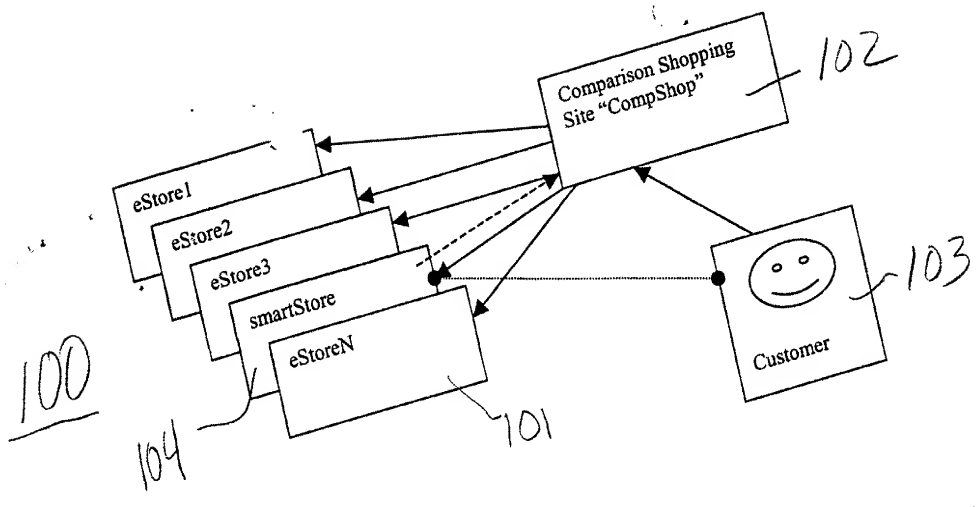 Comparison Shopping
Site "CompShop"
102
eStore1
eStore2
eStore3
smartStore
eStoreN
Customer
103
100
104
101